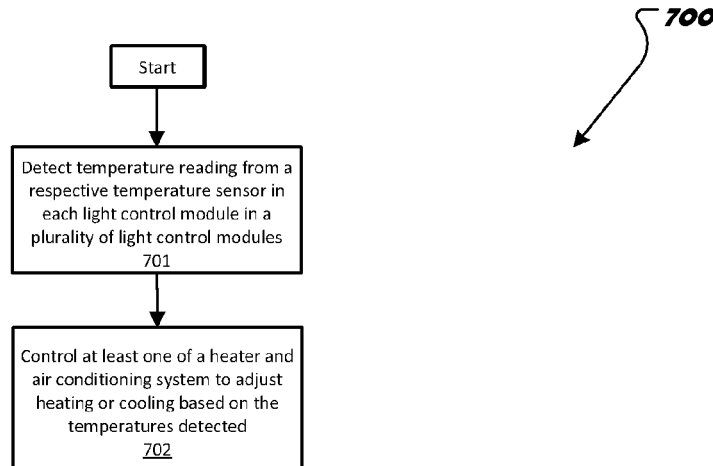 700
Start
Detect temperature reading from a
respective temperature sensor in
each light control module in a
plurality of light control modules
701
Control at least one of a heater and
air conditioning system to adjust
heating or cooling based on the
temperatures detected
702